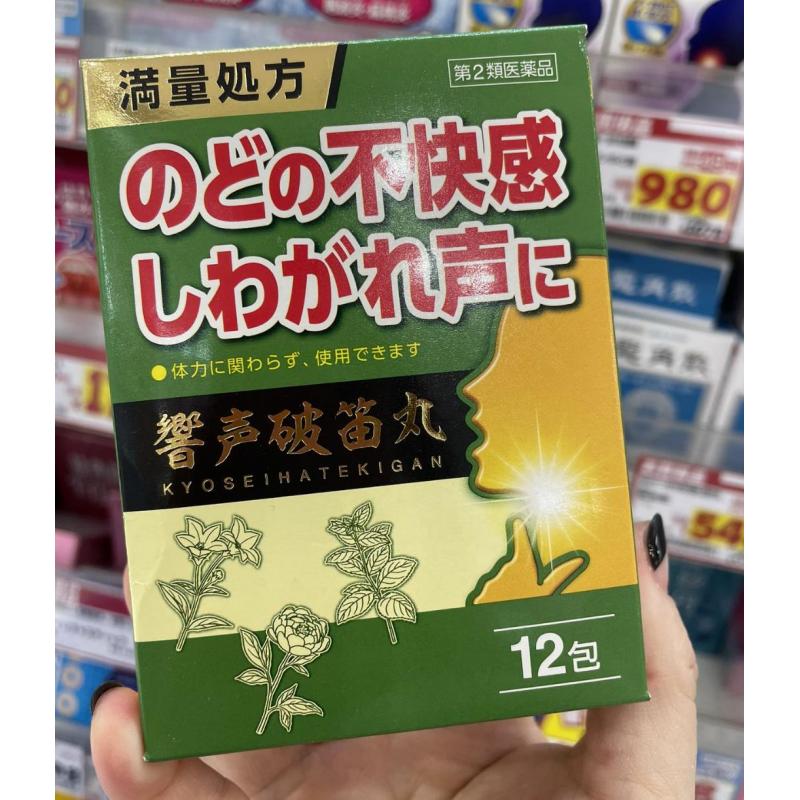 満量処方
第2類医薬品
のどの不快感
しわがれ声に
●体力に関わらず、使用できます
響声破笛丸
KYOSEIHATEKIGAN
12包
980
54